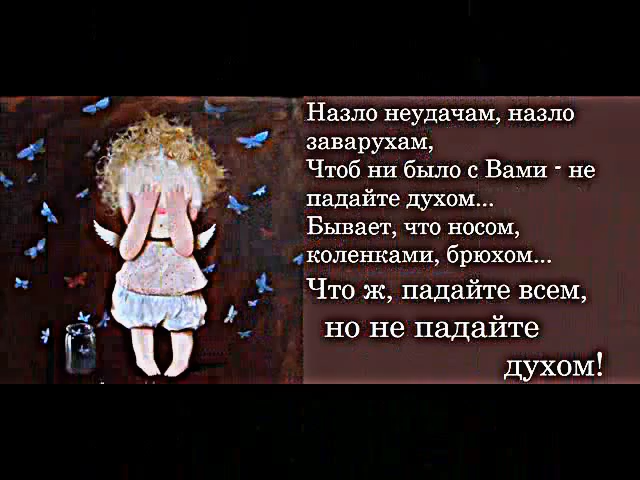 Назло неудачам, назло
заварухам,
Чтоб ни было с Вами - не
падайте духом...
Бывает, что носом,
коленками, брюхом...
Что ж, падайте всем,
но не падайте
духом!